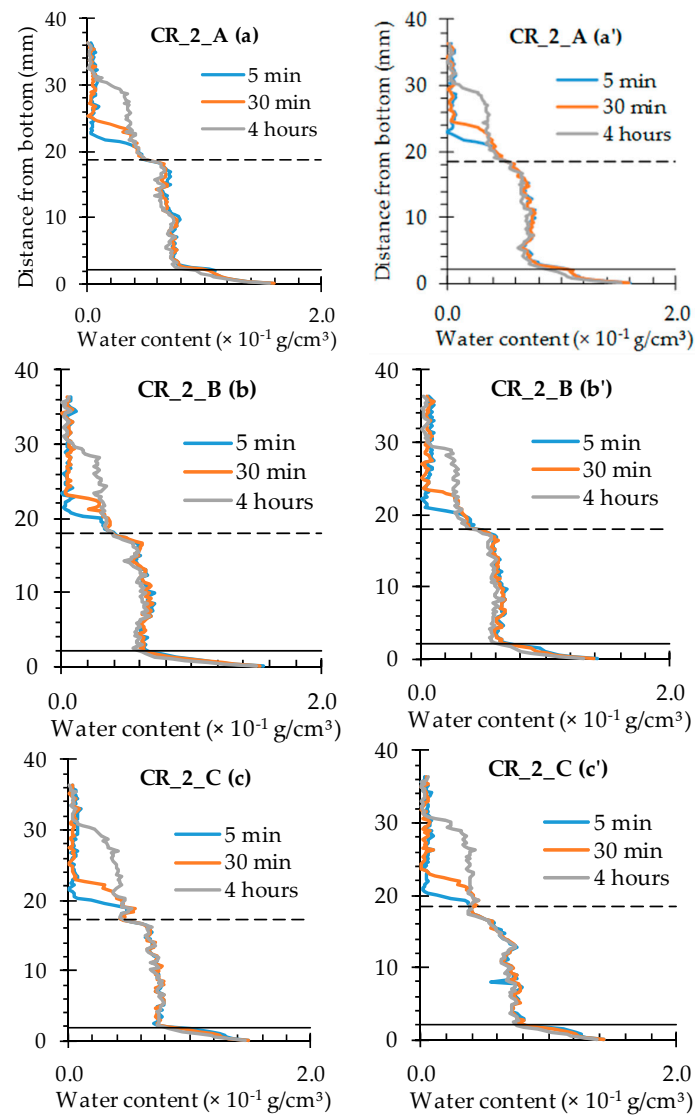 CR_2_A (a)
Distance from bottom (mm)
40
30
20
10
0
5 min
30 min
4 hours
0.0 2.0
Water content (× 10⁻¹ g/cm³)
CR_2_A (a')
Distance from bottom (mm)
40
30
20
10
0
5 min
30 min
4 hours
0.0 2.0
Water content (× 10⁻¹ g/cm³)
CR_2_B (b)
40
30
20
10
0
5 min
30 min
4 hours
0.0 2.0
Water content (× 10⁻¹ g/cm³)
CR_2_B (b')
40
30
20
10
0
5 min
30 min
4 hours
0.0 2.0
Water content (× 10⁻¹ g/cm³)
CR_2_C (c)
40
30
20
10
0
5 min
30 min
4 hours
0.0 2.0
Water content (× 10⁻¹ g/cm³)
CR_2_C (c')
40
30
20
10
0
5 min
30 min
4 hours
0.0 2.0
Water content (× 10⁻¹ g/cm³)